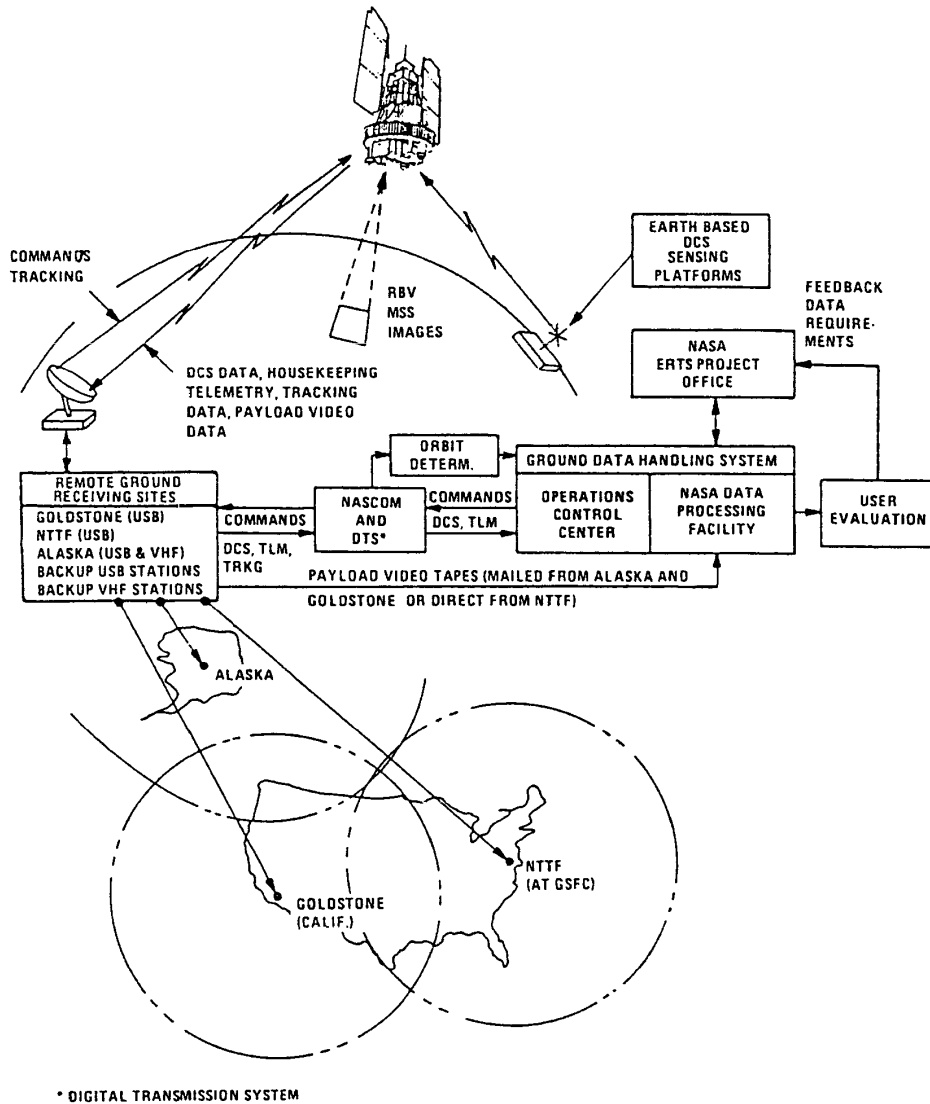 COMMANDS
TRACKING
RBV
MSS
IMAGES
EARTH BASED
DCS
SENSING
PLATFORMS
FEEDBACK
DATA
REQUIRE-
MENTS
NASA
ERTS PROJECT
OFFICE
DCS DATA, HOUSEKEEPING
TELEMETRY, TRACKING
DATA, PAYLOAD VIDEO
DATA
ORBIT
DETERM.
GROUND DATA HANDLING SYSTEM
REMOTE GROUND
RECEIVING SITES
GOLDSTONE (USB)
NTTF (USB)
ALASKA (USB & VHF)
BACKUP USB STATIONS
BACKUP VHF STATIONS
COMMANDS
DCS, TLM,
TRKG
NASCOM
AND
DTS*
COMMANDS
DCS, TLM
OPERATIONS
CONTROL
CENTER
NASA DATA
PROCESSING
FACILITY
USER
EVALUATION
PAYLOAD VIDEO TAPES (MAILED FROM ALASKA AND
GOLDSTONE OR DIRECT FROM NTTF)
ALASKA
NTTF
(AT GSFC)
GOLDSTONE
(CALIF.)
* DIGITAL TRANSMISSION SYSTEM